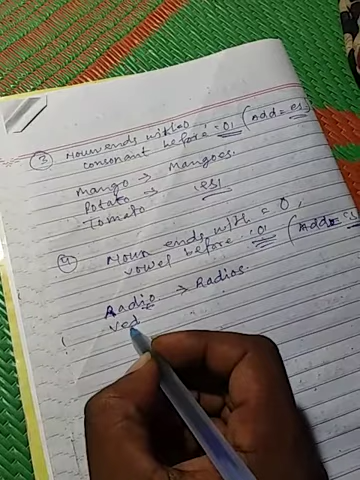 ③ Noun ends with o
consonant before 'o' (Add = es)
Mango → Mangoes.
Potato →
Tomato 'es'
④ Noun ends with = O,
vowel before 'o' (Add =
Radio → Radios.
Ved